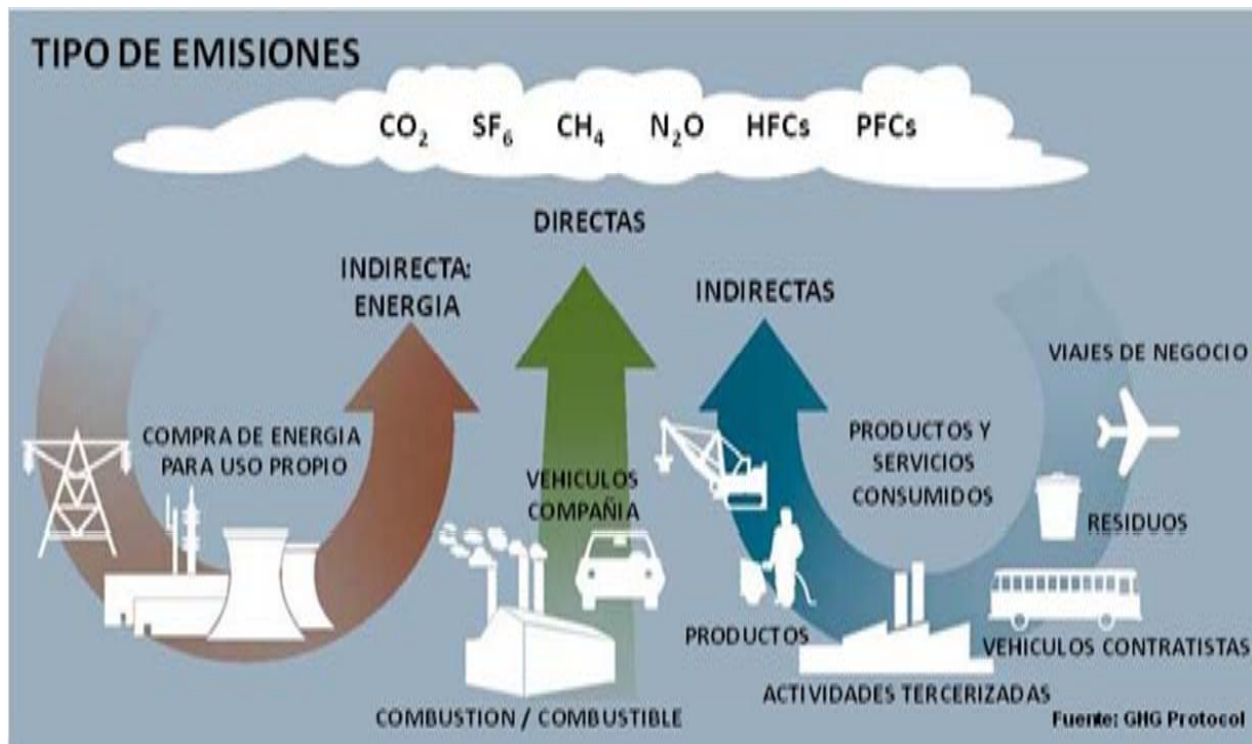 TIPO DE EMISIONES
CO₂ SF₆ CH₄ N₂O HFCs PFCs
DIRECTAS
INDIRECTA:
ENERGIA
INDIRECTAS
COMPRA DE ENERGIA
PARA USO PROPIO
VEHICULOS
COMPAÑIA
COMBUSTION / COMBUSTIBLE
PRODUCTOS Y
SERVICIOS
CONSUMIDOS
VIAJES DE NEGOCIO
RESIDUOS
PRODUCTOS
VEHICULOS CONTRATISTAS
ACTIVIDADES TERCERIZADAS
Fuente: GHG Protocol